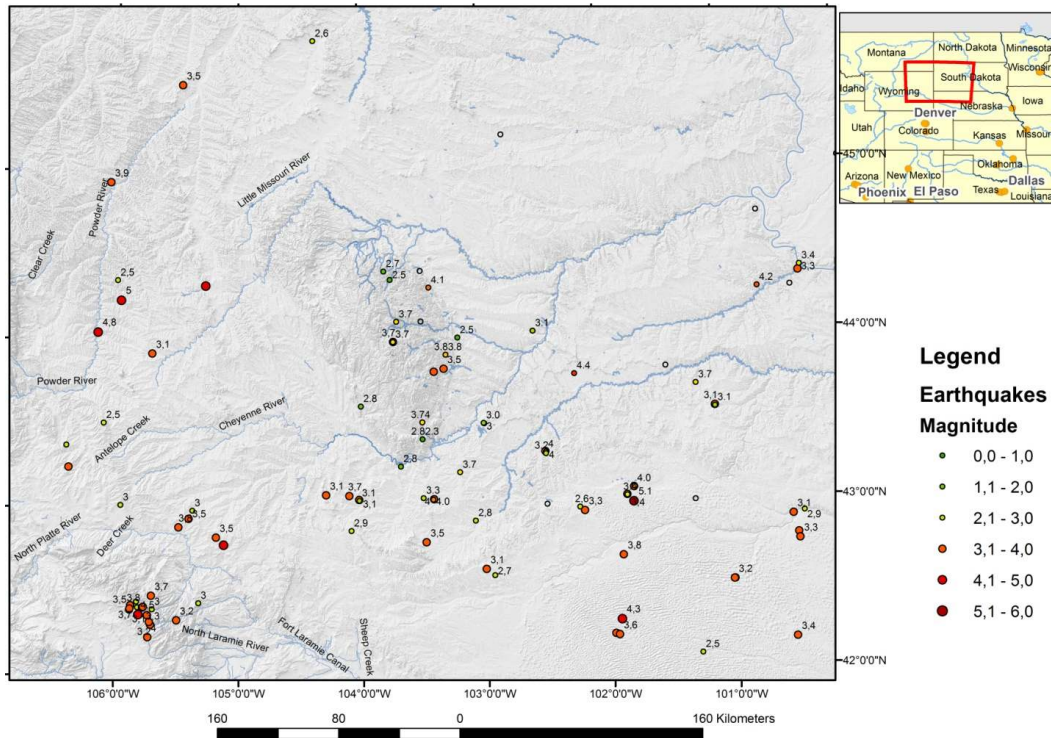 2,6
3,5
3,9
Powder River
Little Missouri River
Clear Creek
2,5
5
4,8
3,1
Powder River
2.7
2.5
4.1
3.7
3.7
3.7
2.5
3.1
3.8
3.8
3.5
3.4
3,3
4.2
4.4
3.7
3,1
3.1
2,5
Antelope Creek
Cheyenne River
2.8
3.74
2.8
2.3
3.0
3
2,8
3,7
3,2
4
4
4.0
5,1
3,1
3,7
3,1
3,1
3,3
4.0
2,6
3,3
3,1
2,9
3,3
3
3
3,5
3,5
North Platte River
Deer Creek
2,9
2,8
3,5
3,1
2,7
3,8
3,2
3,7
3,5
3,8
3
3,2
3
4,3
3,6
3,4
2,5
North Laramie River
Fort Laramie Canal
Sheep Creek
45°0'0"N
44°0'0"N
43°0'0"N
42°0'0"N
106°0'0"W
105°0'0"W
104°0'0"W
103°0'0"W
102°0'0"W
101°0'0"W
160
80
0
160 Kilometers
Montana
North Dakota
Minnesota
Wisconsin
Idaho
Wyoming
South Dakota
Nebraska
Iowa
Denver
Utah
Colorado
Kansas
Missour
Arizona
New Mexico
Oklahoma
Dallas
Phoenix
El Paso
Texas
Louisiana
Legend
Earthquakes
Magnitude
0,0 - 1,0
1,1 - 2,0
2,1 - 3,0
3,1 - 4,0
4,1 - 5,0
5,1 - 6,0